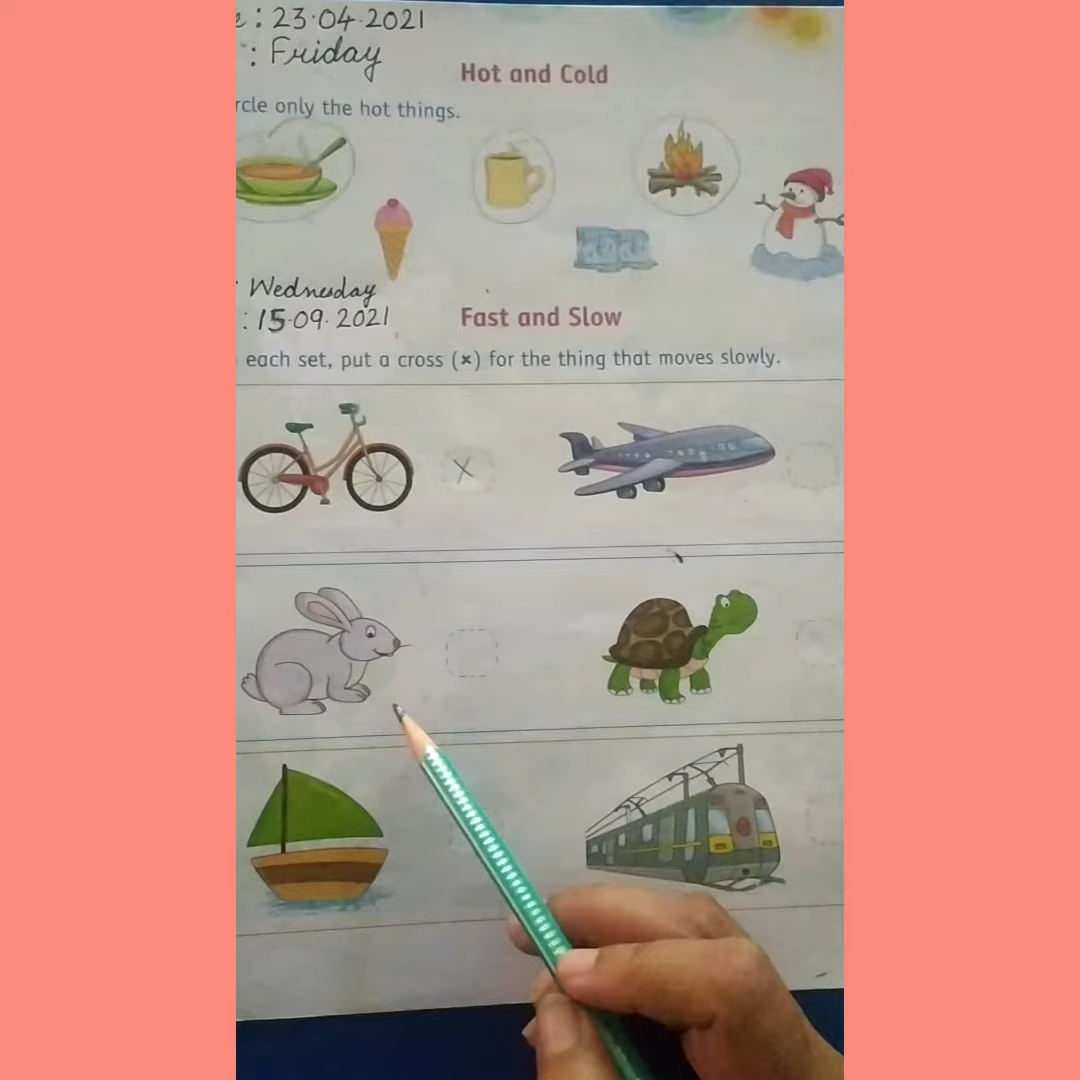 : 23.04.2021
: Friday
Hot and Cold
rcle only the hot things.
Wednesday
: 15.09.2021
Fast and Slow
each set, put a cross (×) for the thing that moves slowly.
×